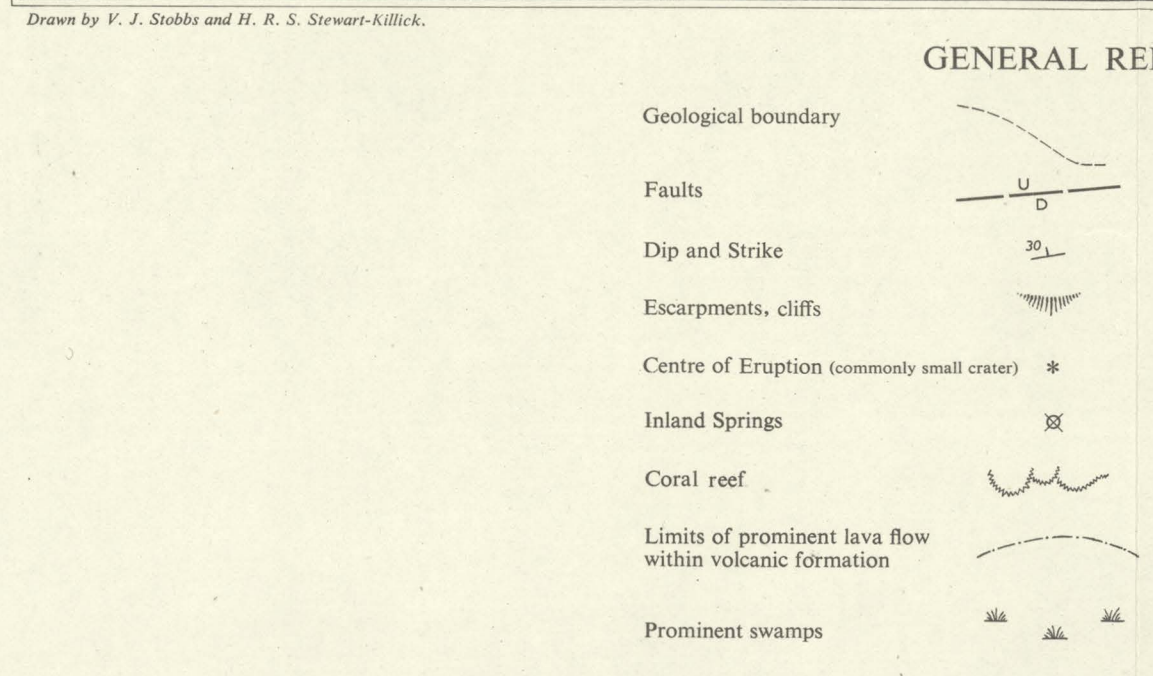 Drawn by V. J. Stobbs and H. R. S. Stewart-Killick.
GENERAL
Geological boundary
Faults
U
D
Dip and Strike
30
Escarpments, cliffs
Centre of Eruption (commonly small crater)
Inland Springs
Coral reef
Limits of prominent lava flow
within volcanic formation
Prominent swamps